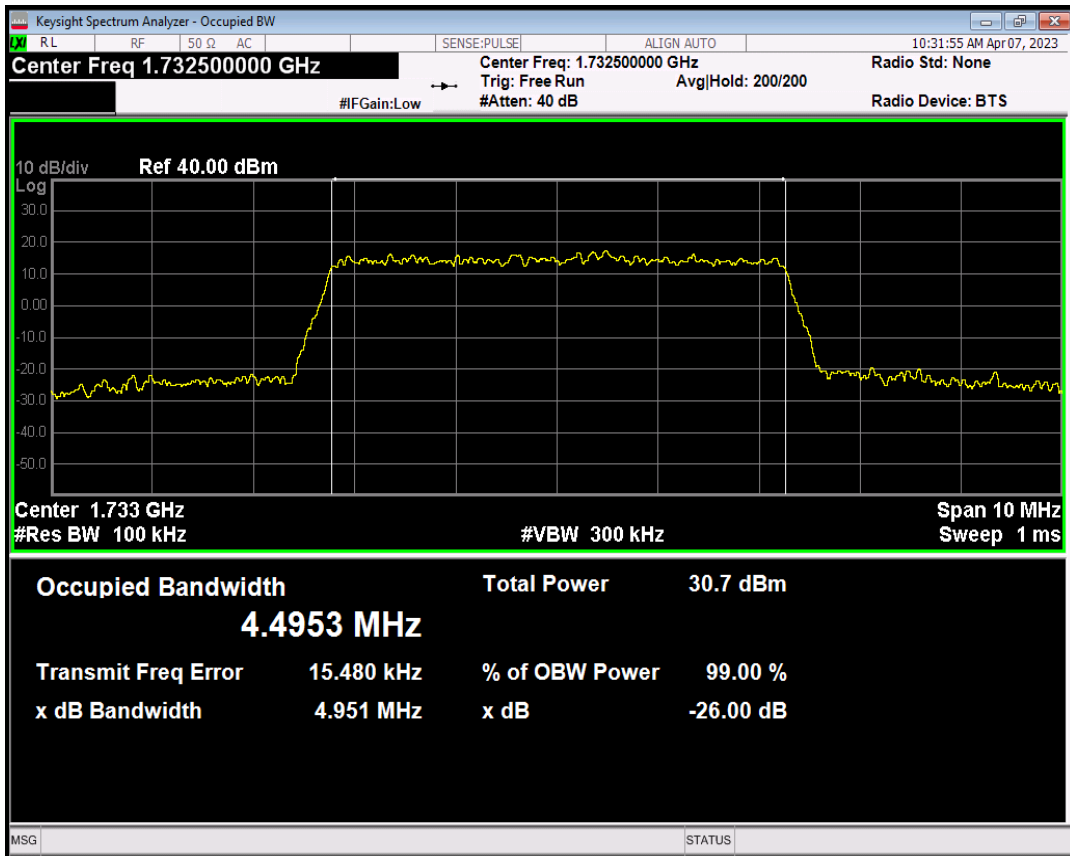 Keysight Spectrum Analyzer - Occupied BW
LXI RL RF 50 Ω AC SENSE:PULSE ALIGN AUTO 10:31:55 AM Apr 07, 2023
Center Freq 1.732500000 GHz Center Freq: 1.732500000 GHz Radio Std: None
Trig: Free Run Avg|Hold: 200/200
#IFGain:Low #Atten: 40 dB Radio Device: BTS
10 dB/div Ref 40.00 dBm
Log
30.0
20.0
10.0
0.00
-10.0
-20.0
-30.0
-40.0
-50.0
Center 1.733 GHz Span 10 MHz
#Res BW 100 kHz #VBW 300 kHz Sweep 1 ms
Occupied Bandwidth Total Power 30.7 dBm
4.4953 MHz
Transmit Freq Error 15.480 kHz % of OBW Power 99.00 %
x dB Bandwidth 4.951 MHz x dB -26.00 dB
MSG STATUS